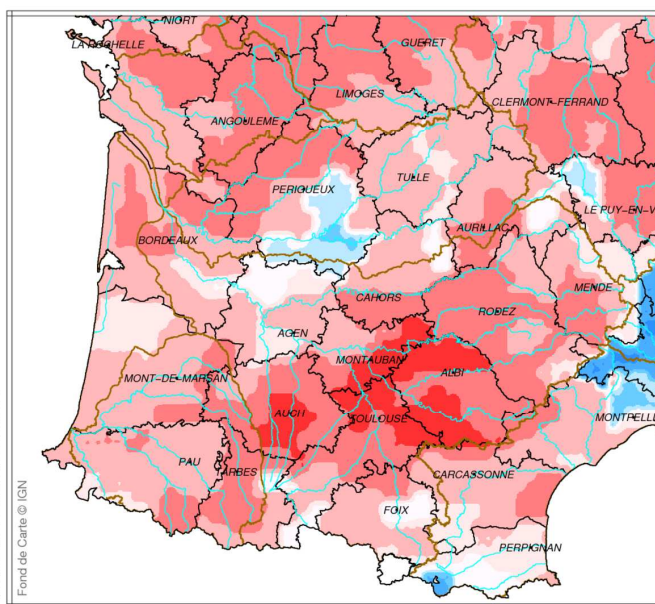 NIORT
LA ROCHELLE
GUERET
LIMOGES
CLERMONT-FERRAND
ANGOULEME
TULLE
PERIGUEUX
LE PUY-EN-V
AURILLAC
BORDEAUX
MENDE
CAHORS
RODEZ
AGEN
MONTAUBAN
ALBI
MONT-DE-MARSAN
AUCH
TOULOUSE
MONTPELLI
PAU
TARBES
CARCASSONNE
FOIX
PERPIGNAN
Fond de Carte © IGN